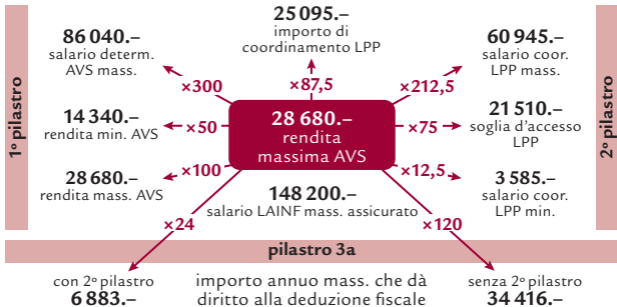 1º pilastro
86 040.–
salario determ.
AVS mass.
25 095.–
importo di
coordinamento LPP
60 945.–
salario coor.
LPP mass.
2º pilastro
×300
×87,5
×212,5
14 340.–
rendita min. AVS
×50
28 680.–
rendita
massima AVS
×75
21 510.–
soglia d'accesso
LPP
28 680.–
rendita mass. AVS
×100
×12,5
3 585.–
salario coor.
LPP min.
148 200.–
salario LAINF mass. assicurato
×24
×120
pilastro 3a
con 2º pilastro
6 883.–
importo annuo mass. che dà
diritto alla deduzione fiscale
senza 2º pilastro
34 416.–